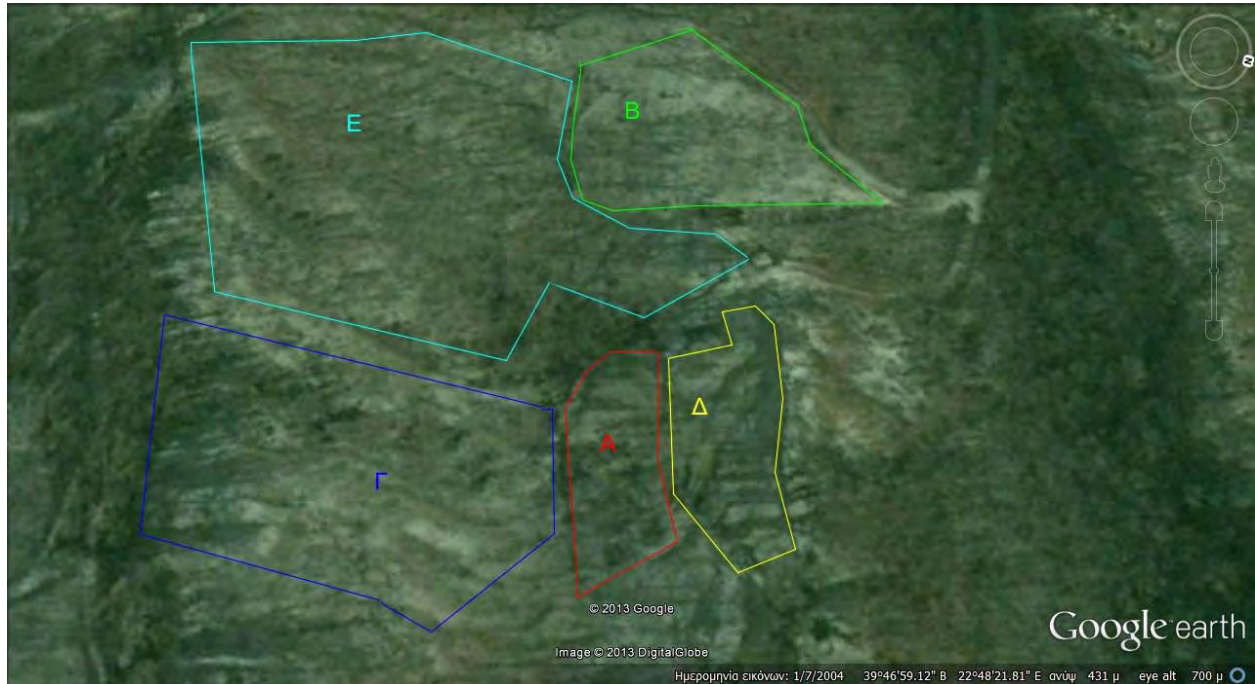 E
B
Δ
A
Γ
© 2013 Google
Google earth
Image © 2013 DigitalGlobe
Ημερομηνία εικόνων: 1/7/2004 39°46'59.12" Β 22°48'21.81" Ε ανύψ 431 μ eye alt 700 μ